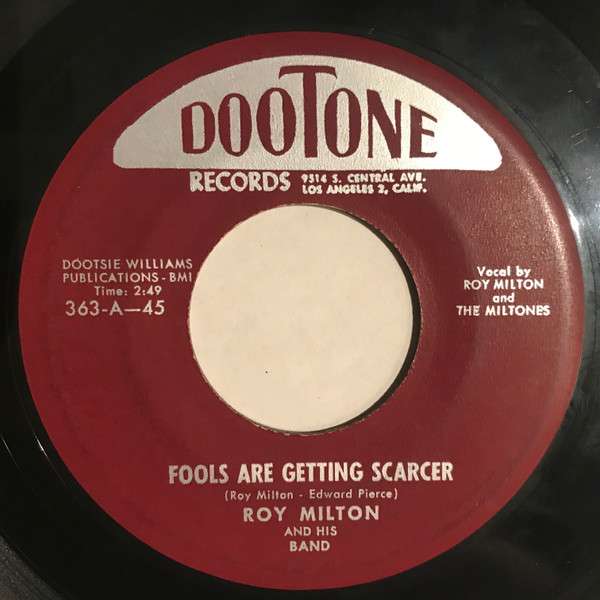 DOOTONE
RECORDS
9514 S. CENTRAL AVE.
LOS ANGELES 2, CALIF.
DOOTSIE WILLIAMS
PUBLICATIONS - BMI
Time: 2:49
363-A—45
Vocal by
ROY MILTON
and
THE MILTONES
FOOLS ARE GETTING SCARCER
(Roy Milton - Edward Pierce)
ROY MILTON
AND HIS
BAND